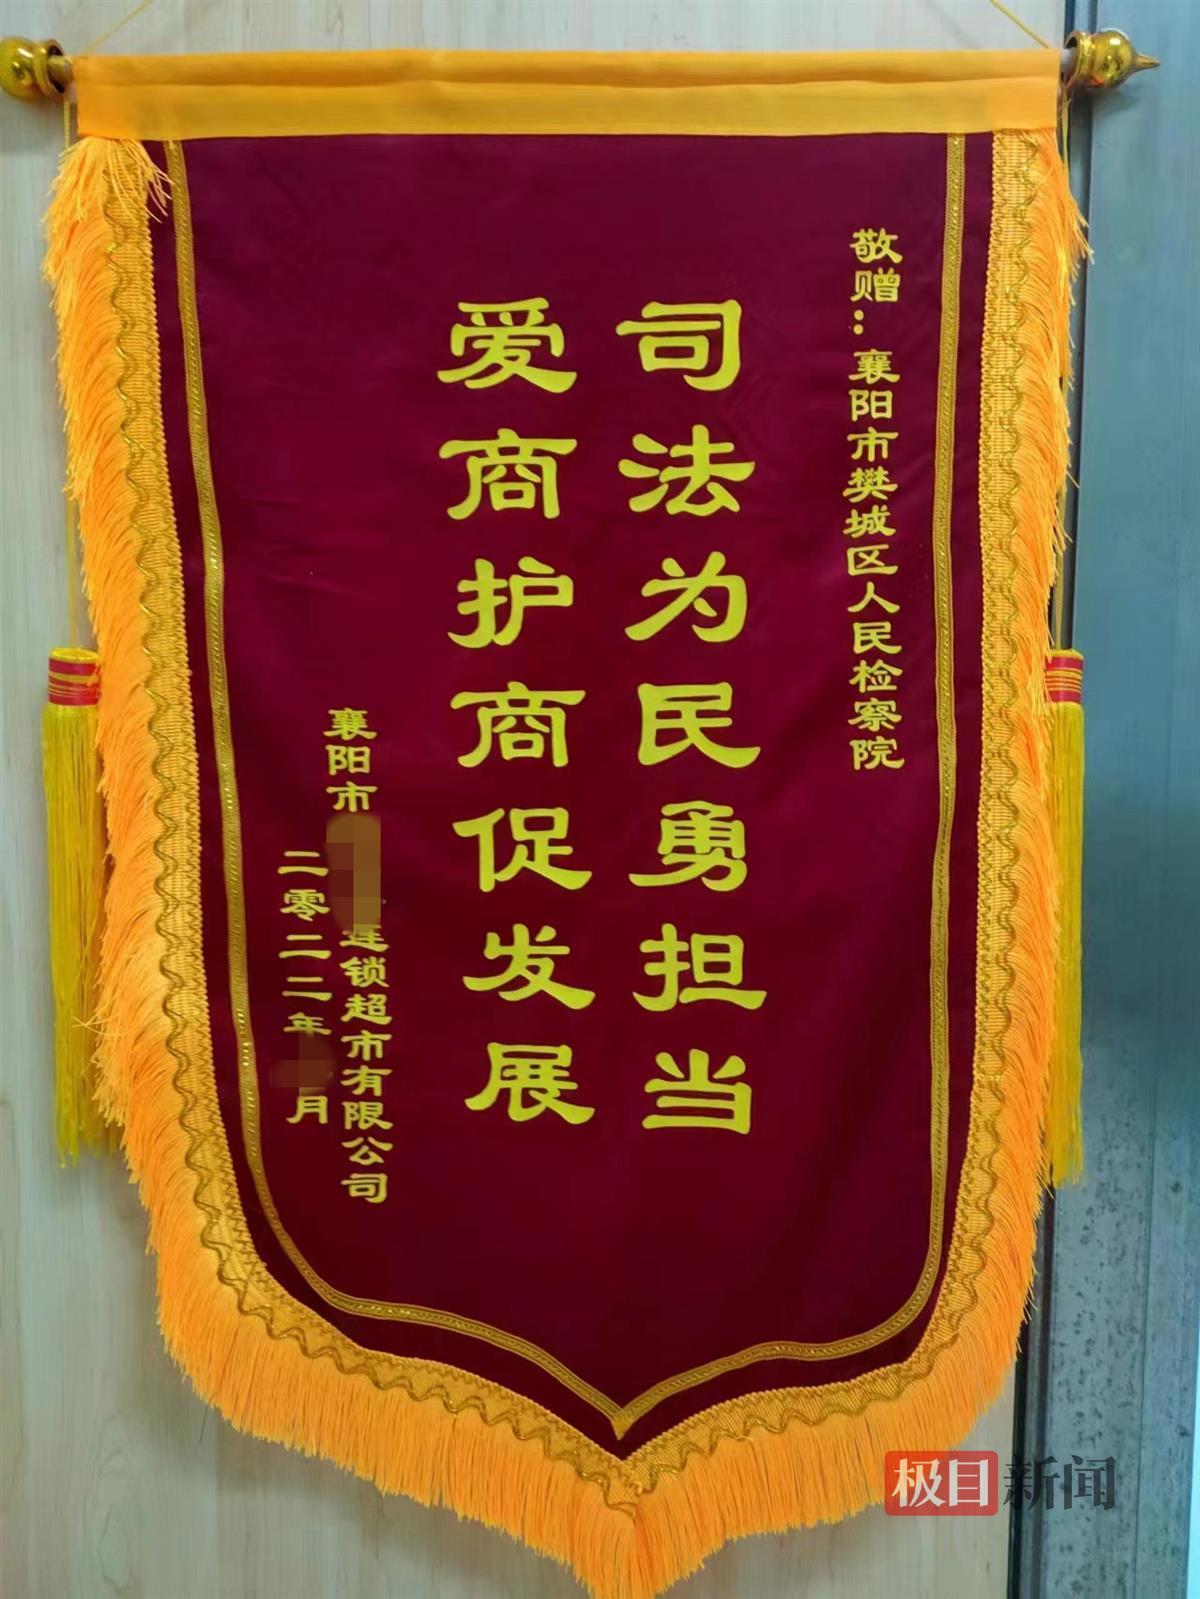 敬赠：襄阳市樊城区人民检察院
司法为民勇担当
爱商护商促发展
襄阳市连锁超市有限公司
二零二二年月
极目新闻